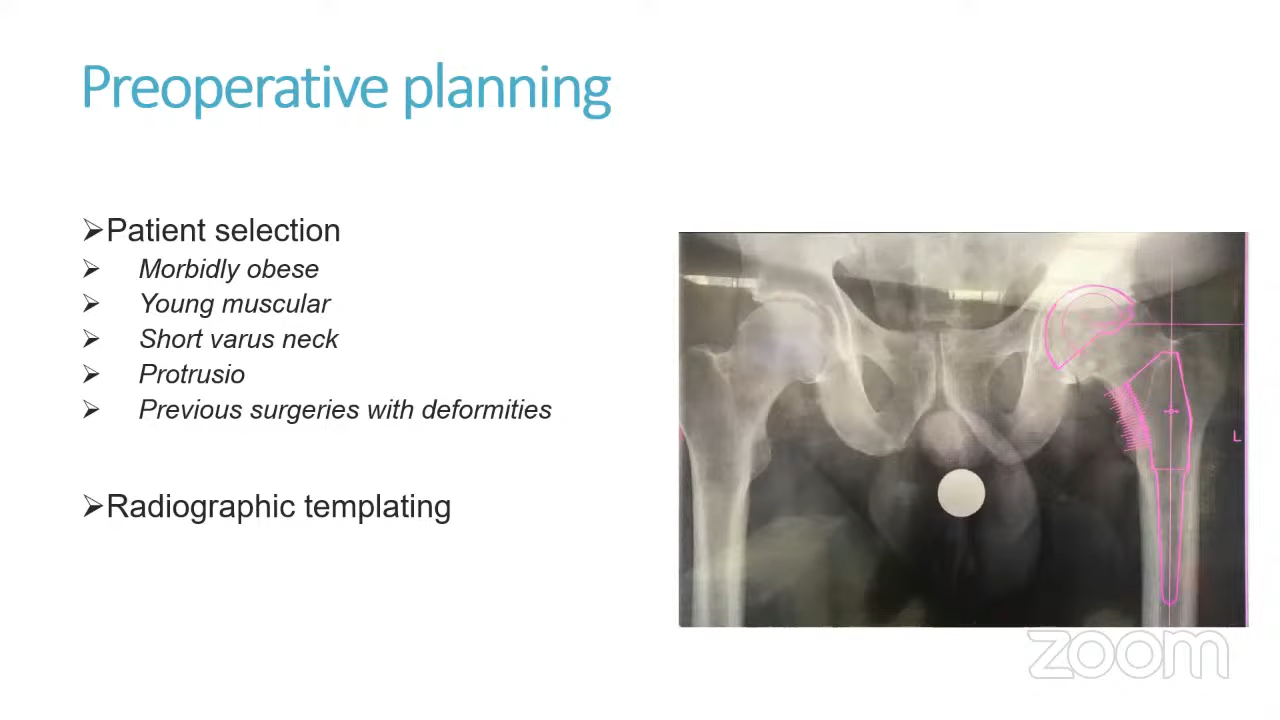 Preoperative planning
➢Patient selection
➢ Morbidly obese
➢ Young muscular
➢ Short varus neck
➢ Protrusio
➢ Previous surgeries with deformities
➢Radiographic templating
L
zoom